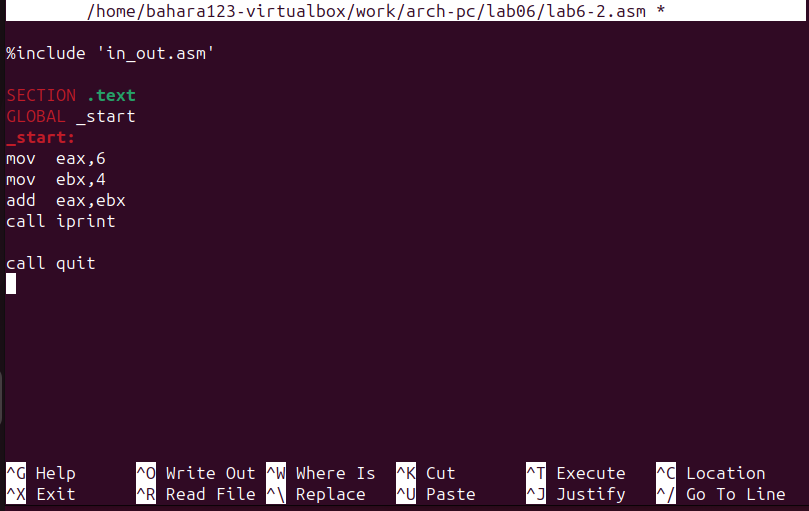 /home/bahara123-virtualbox/work/arch-pc/lab06/lab6-2.asm *
%include 'in_out.asm'
SECTION .text
GLOBAL _start
_start:
mov  eax,6
mov  ebx,4
add  eax,ebx
call iprint
call quit
^G Help ^O Write Out ^W Where Is ^K Cut ^T Execute ^C Location
^X Exit ^R Read File ^\ Replace ^U Paste ^J Justify ^/ Go To Line